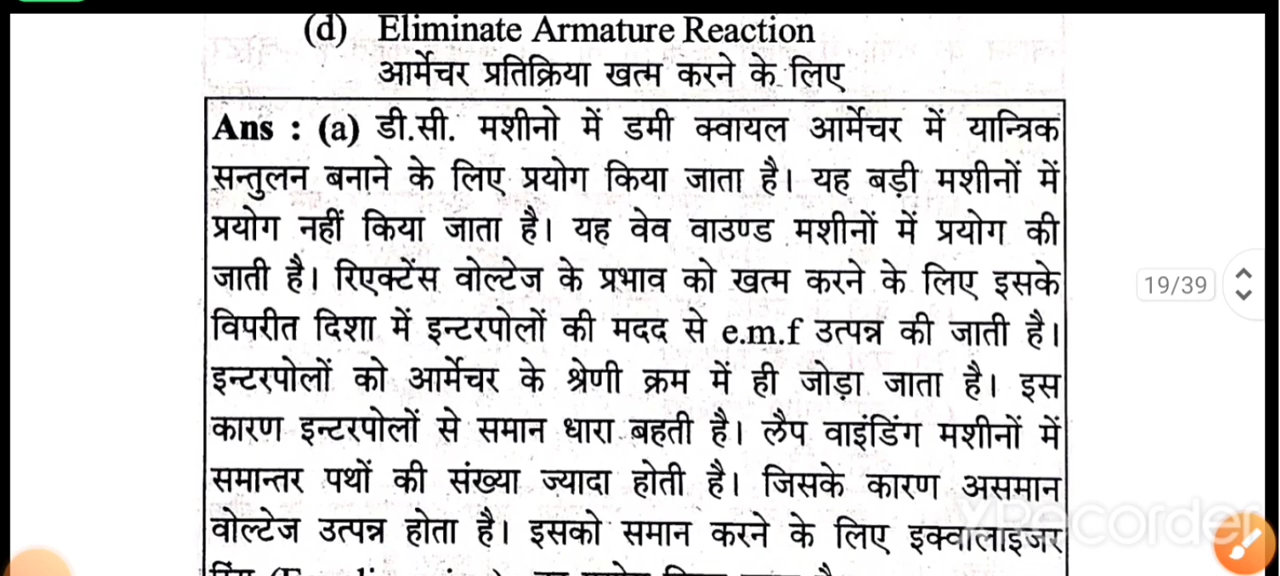 (d) Eliminate Armature Reaction
आर्मेचर प्रतिक्रिया खत्म करने के लिए
Ans : (a) डी.सी. मशीनो में डमी क्वायल आर्मेचर में यान्त्रिक
सन्तुलन बनाने के लिए प्रयोग किया जाता है। यह बड़ी मशीनों में
प्रयोग नहीं किया जाता है। यह वेव वाउण्ड मशीनों में प्रयोग की
जाती है। रिएक्टेंस वोल्टेज के प्रभाव को खत्म करने के लिए इसके
विपरीत दिशा में इन्टरपोलों की मदद से e.m.f उत्पन्न की जाती है।
इन्टरपोलों को आर्मेचर के श्रेणी क्रम में ही जोड़ा जाता है। इस
कारण इन्टरपोलों से समान धारा बहती है। लैप वाइंडिंग मशीनों में
समान्तर पथों की संख्या ज्यादा होती है। जिसके कारण असमान
वोल्टेज उत्पन्न होता है। इसको समान करने के लिए इक्वालाइजर
19/39
XRecorder